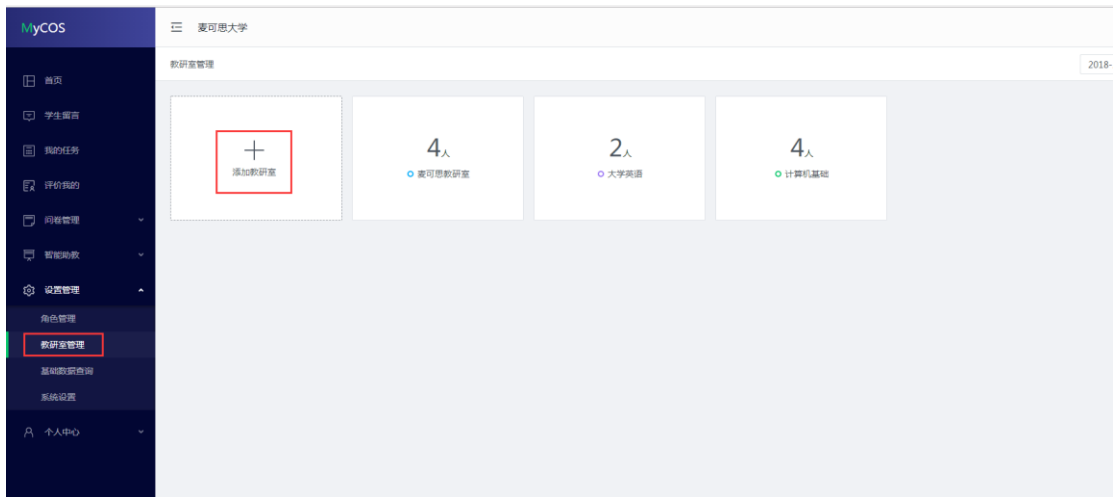 MyCOS
麦可思大学
教研室管理
2018-
首页
学生留言
我的任务
评价我的
问卷管理
智能助教
设置管理
角色管理
教研室管理
基础数据查询
系统设置
个人中心
添加教研室
4人
麦可思教研室
2人
大学英语
4人
计算机基础